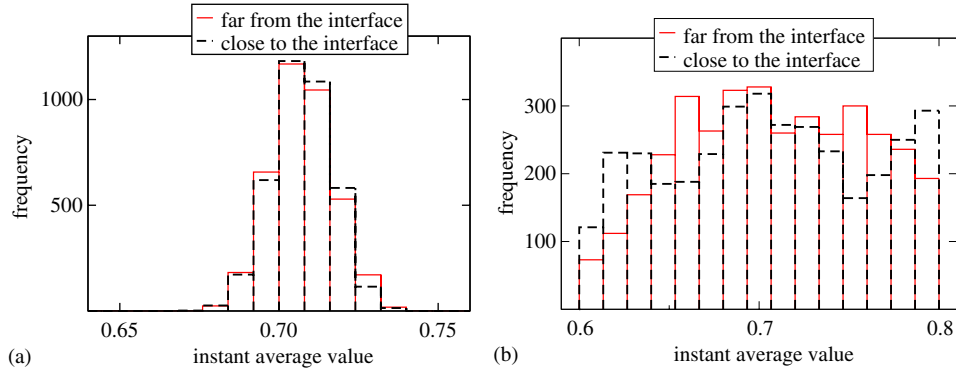 far from the interface
close to the interface
1000
500
frequency
0.65
0.70
0.75
instant average value
(a)
far from the interface
close to the interface
300
200
100
frequency
0.6
0.7
0.8
instant average value
(b)